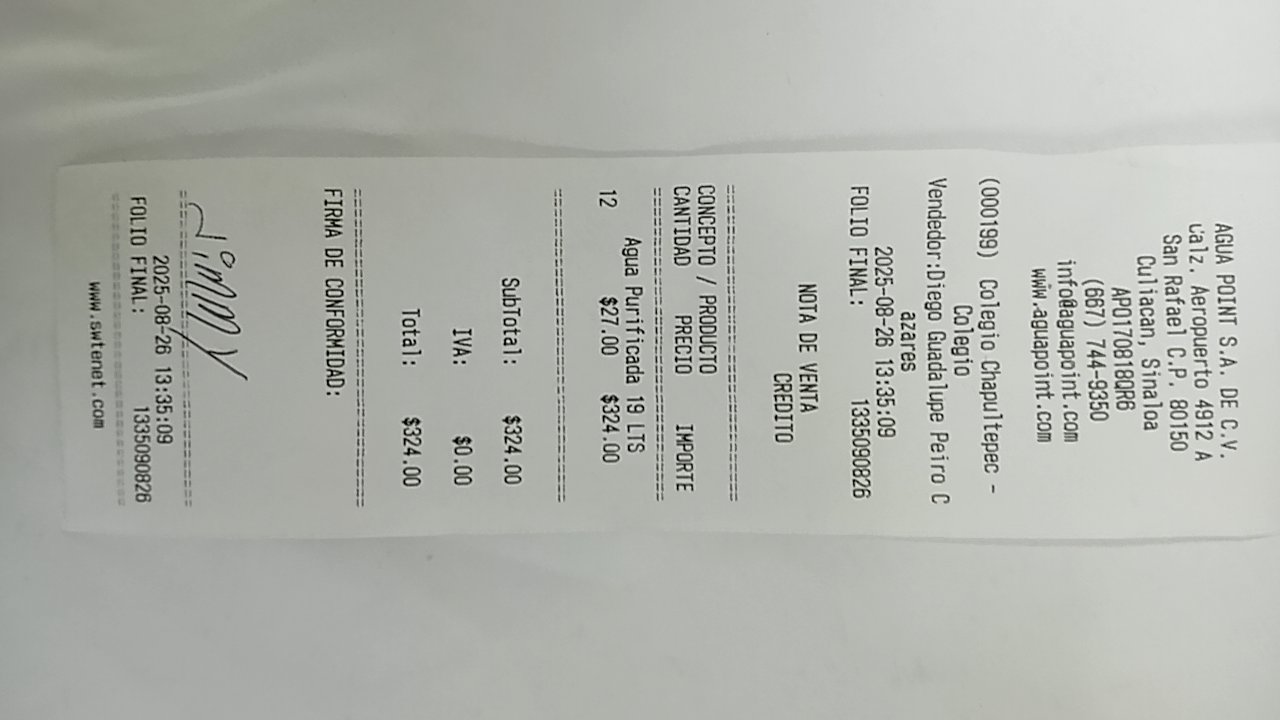 AGUA POINT S.A. DE C.V.
Calz. Aeropuerto 4912 A
San Rafael C.P. 80150
Culiacan, Sinaloa
APO170818QR6
(667) 744-9350
info@aguapoint.com
www.aguapoint.com
(000199) Colegio Chapultepec -
Colegio
Vendedor:Diego Guadalupe Peiro C
azares
2025-08-26 13:35:09
FOLIO FINAL: 1335090826
NOTA DE VENTA
CREDITO
CONCEPTO / PRODUCTO
CANTIDAD PRECIO IMPORTE
Agua Purificada 19 LTS
12 $27.00 $324.00
SubTotal: $324.00
IVA: $0.00
Total: $324.00
FIRMA DE CONFORMIDAD:
Jimmy
2025-08-26 13:35:09
FOLIO FINAL: 1335090826
www.swtenet.com